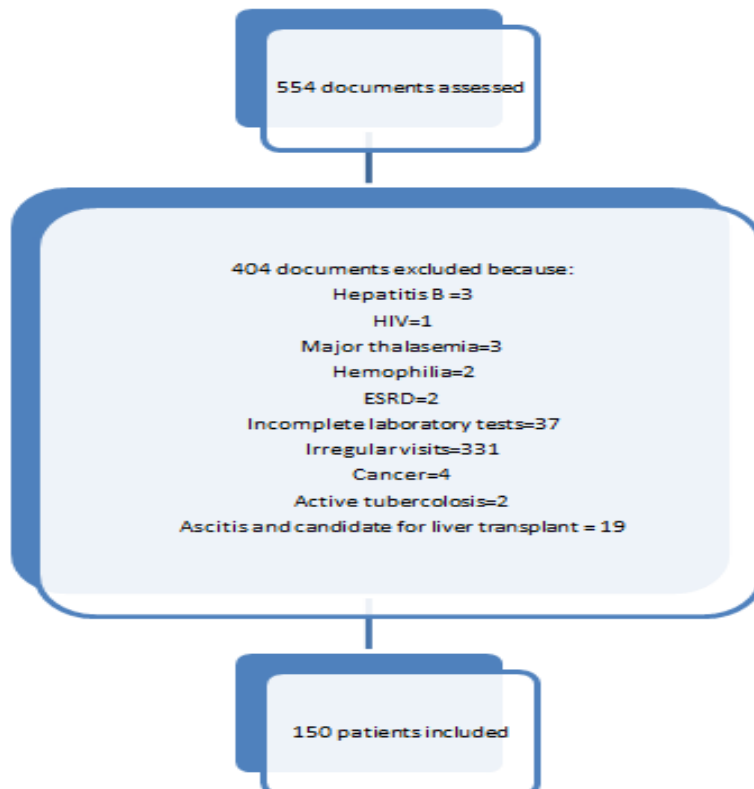 554 documents assessed
404 documents excluded because:
Hepatitis B =3
HIV=1
Major thalasemia=3
Hemophilia=2
ESRD=2
Incomplete laboratory tests=37
Irregular visits=331
Cancer=4
Active tubercolosis=2
Ascitis and candidate for liver transplant = 19
150 patients included